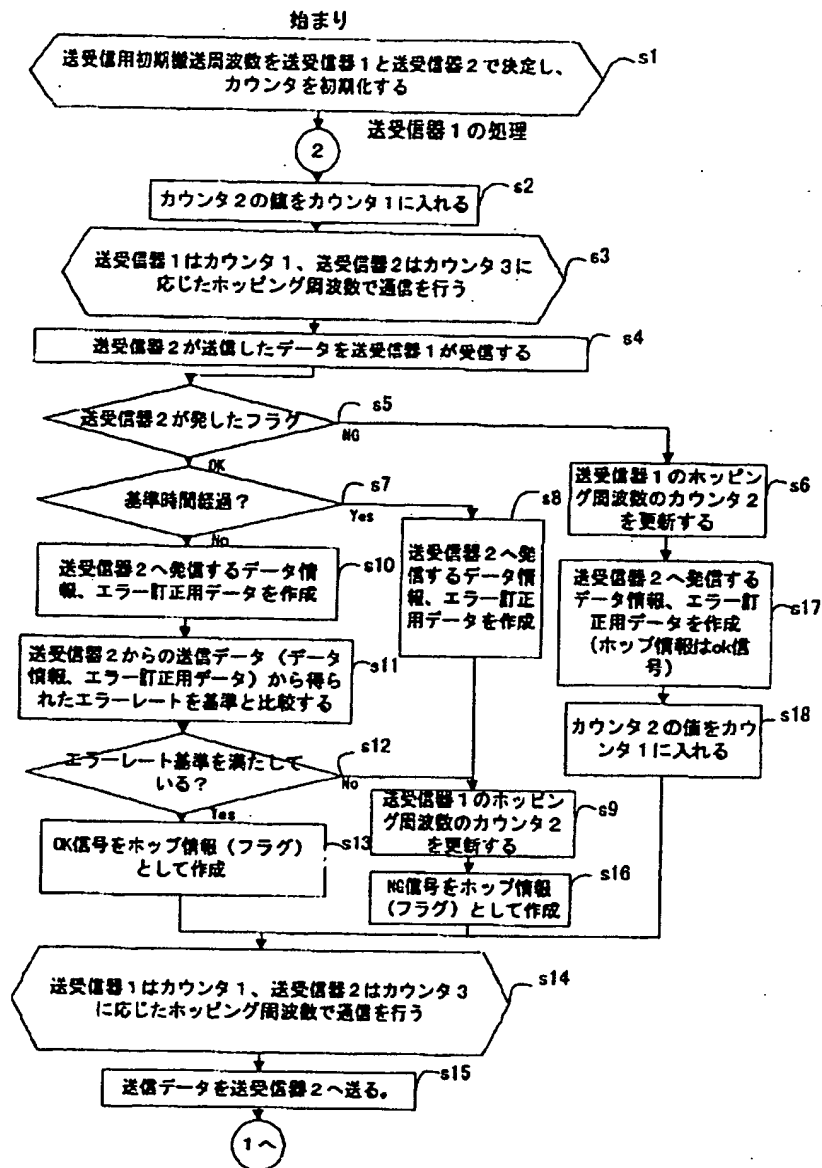 始まり
送受信用初期搬送周波数を送受信器1と送受信器2で決定し、
カウンタを初期化する
s1
送受信器1の処理
2
カウンタ2の値をカウンタ1に入れる
s2
送受信器1はカウンタ1、送受信器2はカウンタ3に
応じたホッピング周波数で通信を行う
s3
送受信器2が送信したデータを送受信器1が受信する
s4
送受信器2が発したフラグ
s5
NG
OK
送受信器1のホッピン
グ周波数のカウンタ2
を更新する
s6
基準時間経過?
s7
Yes
No
送受信器2へ発
信するデータ情
報、エラー訂正
用データを作成
s8
送受信器2へ発信するデータ情
報、エラー訂正用データを作成
s10
送受信器2へ発信する
データ情報、エラー訂
正用データを作成
(ホップ情報はok信
号)
s17
送受信器2からの送信データ(データ
情報、エラー訂正用データ)から得ら
れたエラーレートを基準と比較する
s11
カウンタ2の値をカウ
ンタ1に入れる
s18
エラーレート基準を満たして
いる?
s12
No
Yes
送受信器1のホッピン
グ周波数のカウンタ2
を更新する
s9
OK信号をホップ情報(フラグ)
として作成
s13
NG信号をホップ情報
(フラグ)として作成
s16
送受信器1はカウンタ1、送受信器2はカウンタ3
に応じたホッピング周波数で通信を行う
s14
送信データを送受信器2へ送る。
s15
1へ